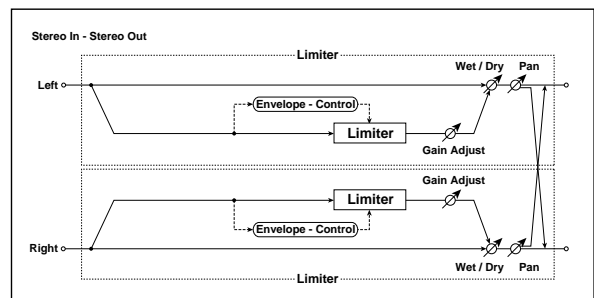 Stereo In - Stereo Out
Limiter
Wet / Dry Pan
Left
Envelope - Control
Limiter
Gain Adjust
Gain Adjust
Limiter
Envelope - Control
Right
Wet / Dry Pan
Limiter